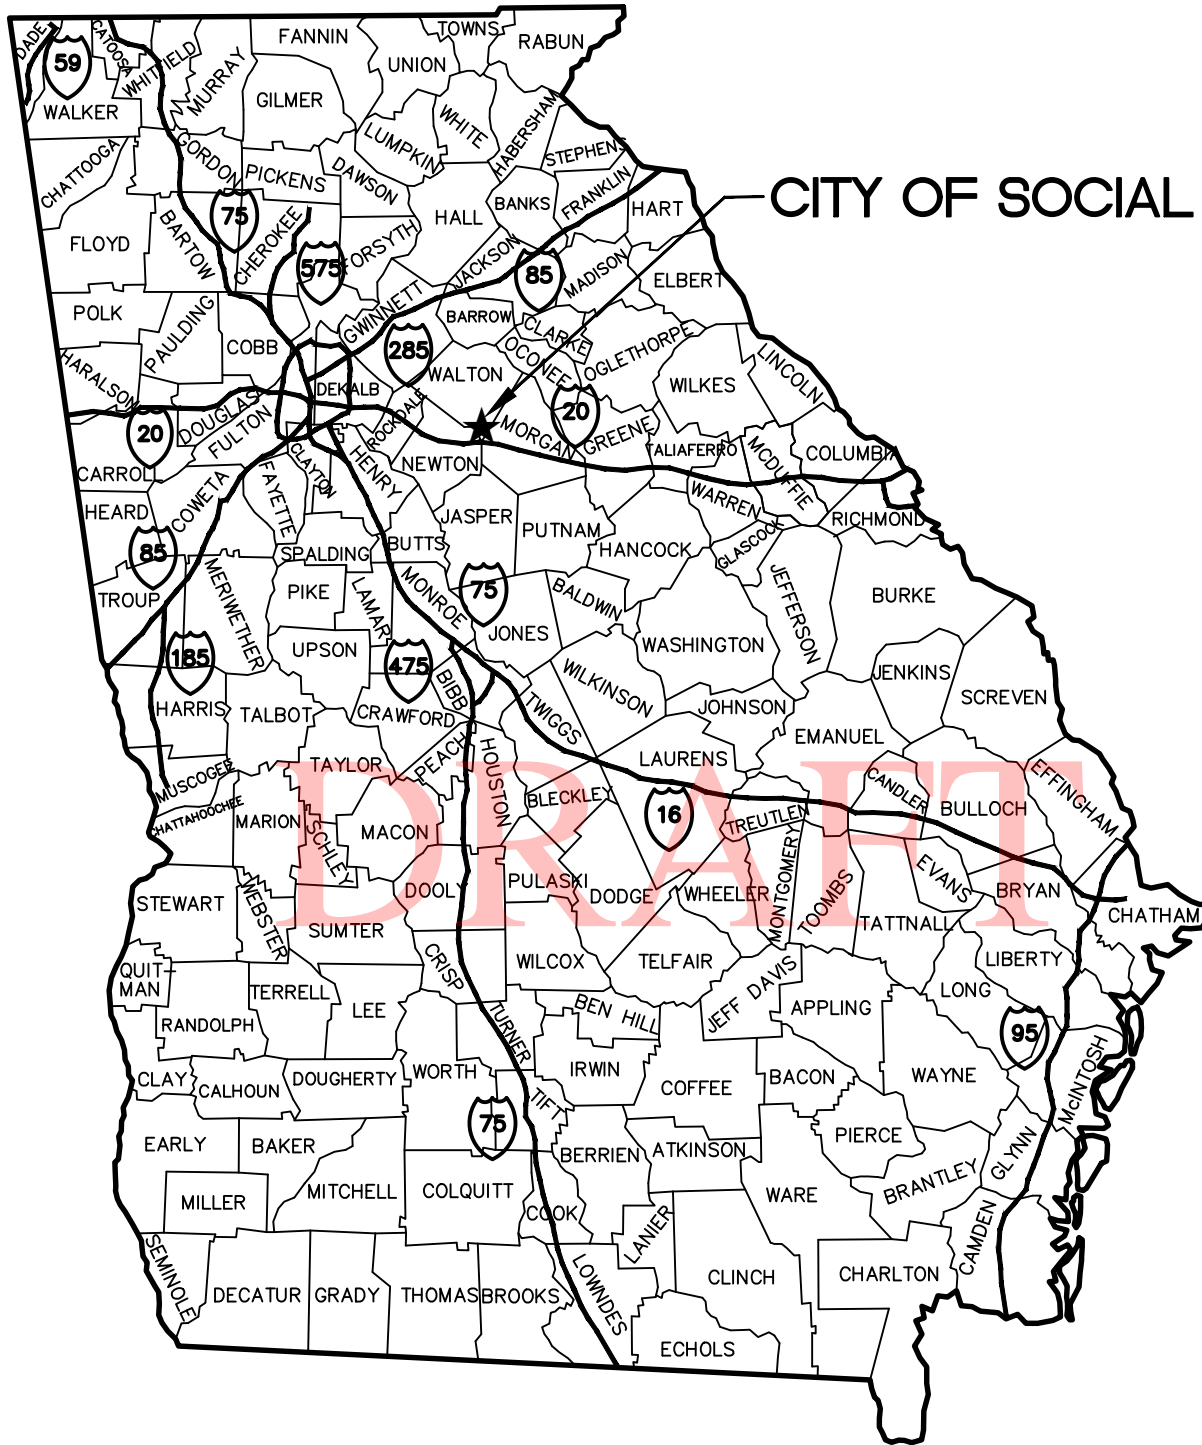 DADE
CATOOSA
WHITFIELD
MURRAY
FANNIN
TOWNS
RABUN
UNION
59
WALKER
GILMER
LUMPKIN
WHITE
HABERSHAM
STEPHENS
CHATTOOGA
GORDON
PICKENS
DAWSON
HALL
BANKS
FRANKLIN
HART
CITY OF SOCIAL
FLOYD
BARTOW
75
CHEROKEE
575
FORSYTH
JACKSON
85
MADISON
ELBERT
POLK
PAULDING
COBB
GWINNETT
285
BARROW
CLARKE
OCONEE
OGLETHORPE
HARALSON
DEKALB
WALTON
WILKES
LINCOLN
20
DOUGLAS
FULTON
ROCKDALE
MORGAN
20
GREENE
TALIAFERRO
MCDUFFIE
COLUMBIA
CARROLL
CLAYTON
HENRY
NEWTON
HEARD
COWETA
FAYETTE
JASPER
PUTNAM
WARREN
RICHMOND
85
SPALDING
BUTTS
HANCOCK
GLASCOCK
JEFFERSON
BURKE
TROUP
MERIWETHER
PIKE
LAMAR
MONROE
75
JONES
BALDWIN
WASHINGTON
185
UPSON
475
BIBB
WILKINSON
JENKINS
SCREVEN
HARRIS
TALBOT
CRAWFORD
TWIGGS
JOHNSON
EMANUEL
MUSCOGEE
TAYLOR
PEACH
HOUSTON
LAURENS
BLECKLEY
CANDLER
BULLOCH
EFFINGHAM
DRAFT
CHATTAHOOCHEE
MARION
SCHLEY
MACON
16
TREUTLEN
STEWART
WEBSTER
DOOLY
PULASKI
DODGE
WHEELER
MONTGOMERY
TOOMBS
EVANS
BRYAN
SUMTER
TATTNALL
CHATHAM
QUIT-
MAN
TERRELL
CRISP
WILCOX
TELFAIR
JEFF DAVIS
LIBERTY
RANDOLPH
LEE
TURNER
BEN HILL
APPLING
LONG
95
CLAY
CALHOUN
DOUGHERTY
WORTH
IRWIN
COFFEE
BACON
WAYNE
McINTOSH
EARLY
BAKER
75
TIFT
BERRIEN
ATKINSON
PIERCE
GLYNN
MILLER
MITCHELL
COLQUITT
COOK
WARE
BRANTLEY
SEMINOLE
LANIER
CAMDEN
DECATUR
GRADY
THOMAS
BROOKS
LOWNDES
CLINCH
CHARLTON
ECHOLS